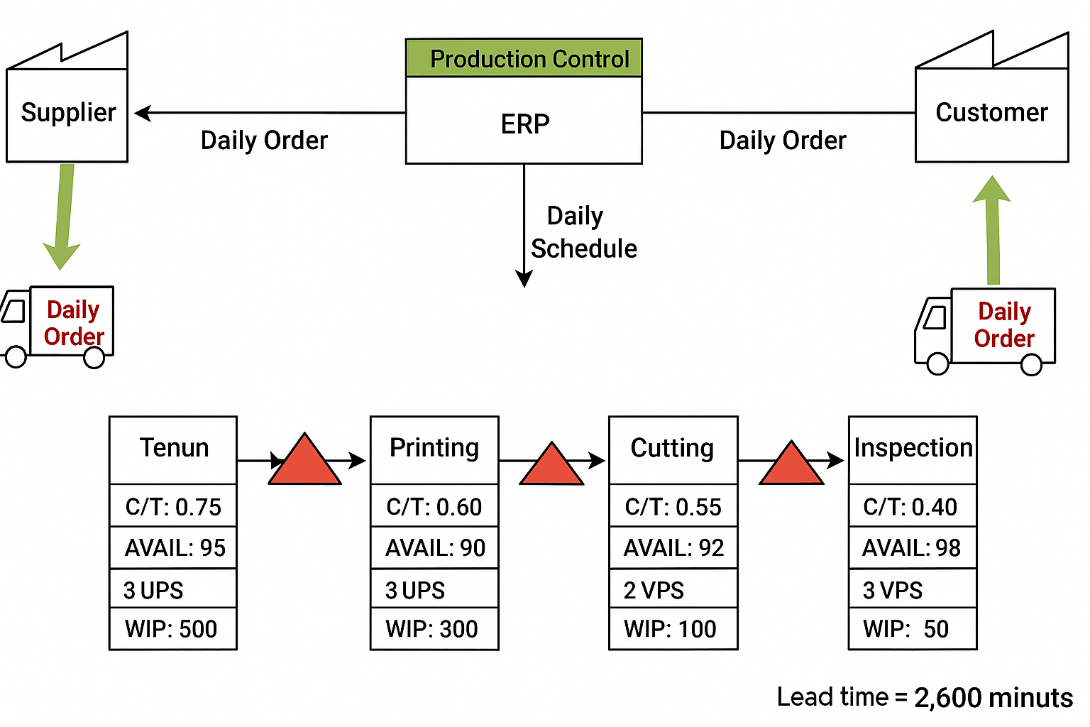 Production Control
Supplier
ERP
Customer
Daily Order
Daily Order
Daily
Schedule
Daily
Order
Daily
Order
Tenun
C/T: 0.75
AVAIL: 95
3 UPS
WIP: 500
Printing
C/T: 0.60
AVAIL: 90
3 UPS
WIP: 300
Cutting
C/T: 0.55
AVAIL: 92
2 VPS
WIP: 100
Inspection
C/T: 0.40
AVAIL: 98
3 VPS
WIP: 50
Lead time = 2,600 minuts